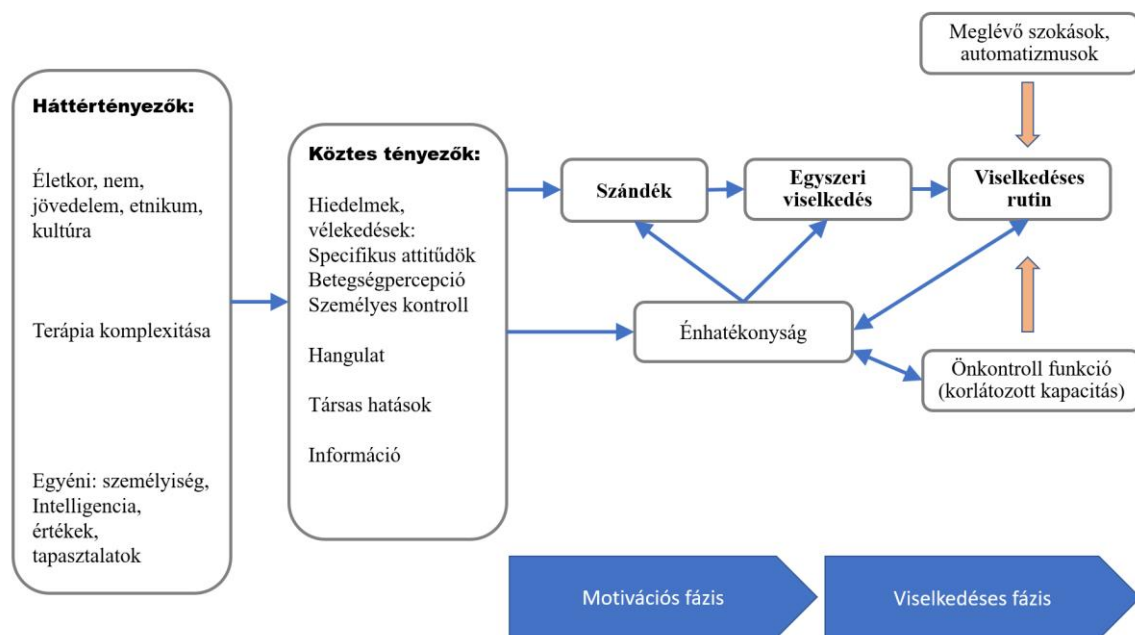 Háttértényezők:
Életkor, nem,
jövedelem, etnikum,
kultúra
Terápia komplexitása
Egyéni: személyiség,
Intelligencia,
értékek,
tapasztalatok
Köztes tényezők:
Hiedelmek,
vélekedések:
Specifikus attitűdök
Betegségpercepció
Személyes kontroll
Hangulat
Társas hatások
Információ
Szándék
Egyszeri
viselkedés
Viselkedéses
rutin
Meglévő szokások,
automatizmusok
Énhatékonyság
Önkontroll funkció
(korlátozott kapacitás)
Motivációs fázis
Viselkedéses fázis